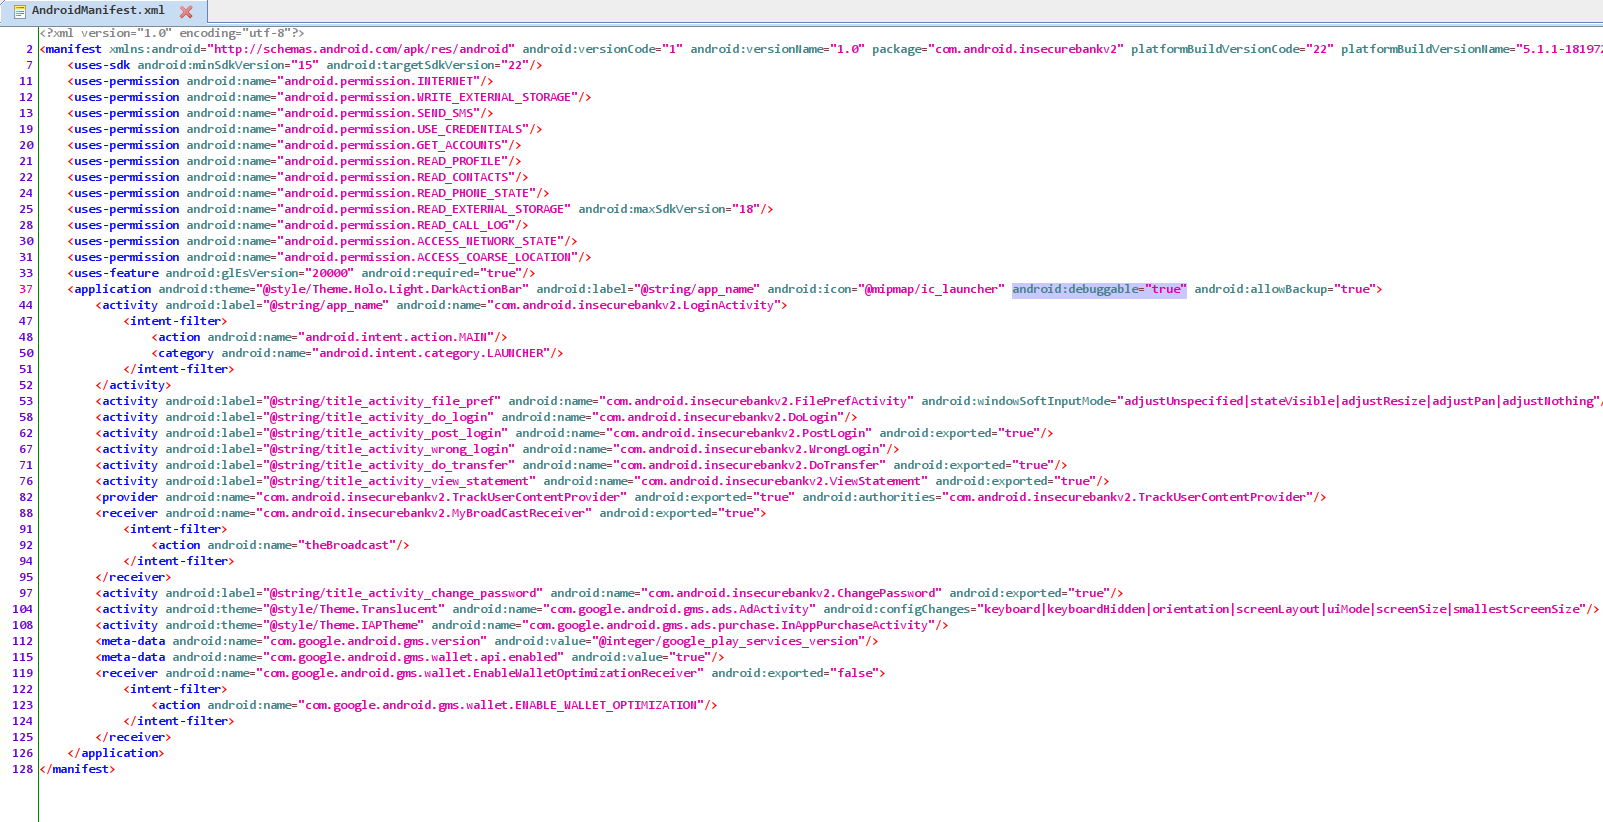 AndroidManifest.xml
<?xml version="1.0" encoding="utf-8"?>
2 <manifest xmlns:android="http://schemas.android.com/apk/res/android" android:versionCode="1" android:versionName="1.0" package="com.android.insecurebankv2" platformBuildVersionCode="22" platformBuildVersionName="5.1.1-181972
7 <uses-sdk android:minSdkVersion="15" android:targetSdkVersion="22"/>
11 <uses-permission android:name="android.permission.INTERNET"/>
12 <uses-permission android:name="android.permission.WRITE_EXTERNAL_STORAGE"/>
13 <uses-permission android:name="android.permission.SEND_SMS"/>
19 <uses-permission android:name="android.permission.USE_CREDENTIALS"/>
20 <uses-permission android:name="android.permission.GET_ACCOUNTS"/>
21 <uses-permission android:name="android.permission.READ_PROFILE"/>
22 <uses-permission android:name="android.permission.READ_CONTACTS"/>
24 <uses-permission android:name="android.permission.READ_PHONE_STATE"/>
25 <uses-permission android:name="android.permission.READ_EXTERNAL_STORAGE" android:maxSdkVersion="18"/>
28 <uses-permission android:name="android.permission.READ_CALL_LOG"/>
30 <uses-permission android:name="android.permission.ACCESS_NETWORK_STATE"/>
31 <uses-permission android:name="android.permission.ACCESS_COARSE_LOCATION"/>
33 <uses-feature android:glEsVersion="20000" android:required="true"/>
37 <application android:theme="@style/Theme.Holo.Light.DarkActionBar" android:label="@string/app_name" android:icon="@mipmap/ic_launcher" android:debuggable="true" android:allowBackup="true">
44 <activity android:label="@string/app_name" android:name="com.android.insecurebankv2.LoginActivity">
47 <intent-filter>
48 <action android:name="android.intent.action.MAIN"/>
50 <category android:name="android.intent.category.LAUNCHER"/>
51 </intent-filter>
52 </activity>
53 <activity android:label="@string/title_activity_file_pref" android:name="com.android.insecurebankv2.FilePrefActivity" android:windowSoftInputMode="adjustUnspecified|stateVisible|adjustResize|adjustPan|adjustNothing"/
58 <activity android:label="@string/title_activity_do_login" android:name="com.android.insecurebankv2.DoLogin"/>
62 <activity android:label="@string/title_activity_post_login" android:name="com.android.insecurebankv2.PostLogin" android:exported="true"/>
67 <activity android:label="@string/title_activity_wrong_login" android:name="com.android.insecurebankv2.WrongLogin"/>
71 <activity android:label="@string/title_activity_do_transfer" android:name="com.android.insecurebankv2.DoTransfer" android:exported="true"/>
76 <activity android:label="@string/title_activity_view_statement" android:name="com.android.insecurebankv2.ViewStatement" android:exported="true"/>
82 <provider android:name="com.android.insecurebankv2.TrackUserContentProvider" android:exported="true" android:authorities="com.android.insecurebankv2.TrackUserContentProvider"/>
88 <receiver android:name="com.android.insecurebankv2.MyBroadCastReceiver" android:exported="true">
91 <intent-filter>
92 <action android:name="theBroadcast"/>
94 </intent-filter>
95 </receiver>
97 <activity android:label="@string/title_activity_change_password" android:name="com.android.insecurebankv2.ChangePassword" android:exported="true"/>
104 <activity android:theme="@style/Theme.Translucent" android:name="com.google.android.gms.ads.AdActivity" android:configChanges="keyboard|keyboardHidden|orientation|screenLayout|uiMode|screenSize|smallestScreenSize"/>
108 <activity android:theme="@style/Theme.IAPTheme" android:name="com.google.android.gms.ads.purchase.InAppPurchaseActivity"/>
112 <meta-data android:name="com.google.android.gms.version" android:value="@integer/google_play_services_version"/>
115 <meta-data android:name="com.google.android.gms.wallet.api.enabled" android:value="true"/>
119 <receiver android:name="com.google.android.gms.wallet.EnableWalletOptimizationReceiver" android:exported="false">
122 <intent-filter>
123 <action android:name="com.google.android.gms.wallet.ENABLE_WALLET_OPTIMIZATION"/>
124 </intent-filter>
125 </receiver>
126 </application>
128 </manifest>